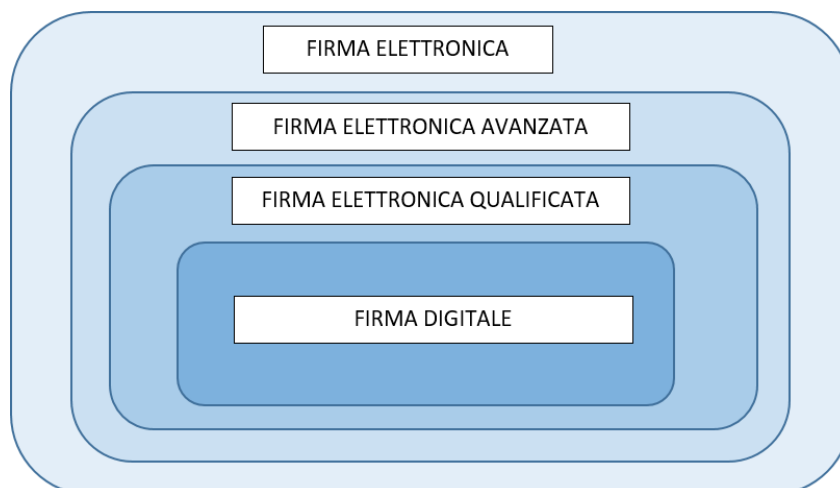 FIRMA ELETTRONICA
FIRMA ELETTRONICA AVANZATA
FIRMA ELETTRONICA QUALIFICATA
FIRMA DIGITALE